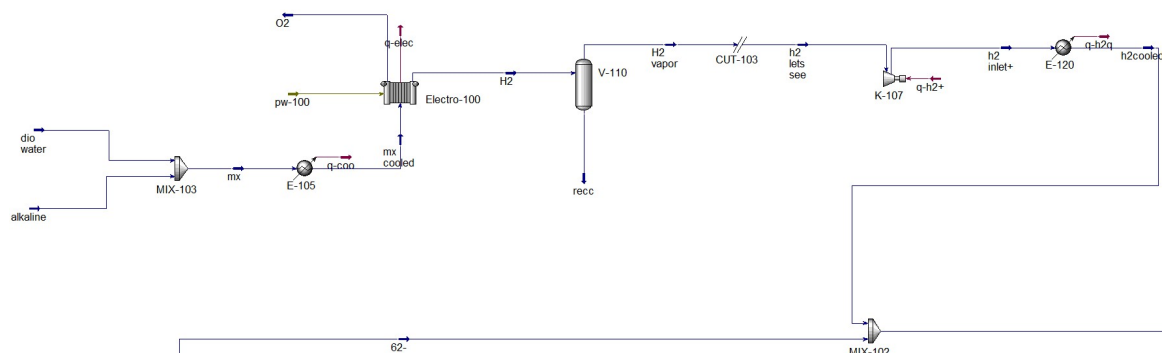 O2
q-elec
pw-100
Electro-100
H2
V-110
H2
vapor
CUT-103
h2
lets
see
K-107
q-h2+
h2
inlet+
E-120
q-h2q
h2cooled
dio
water
MIX-103
mx
E-105
q-coo
mx
cooled
alkaline
recc
62-
MIX-102